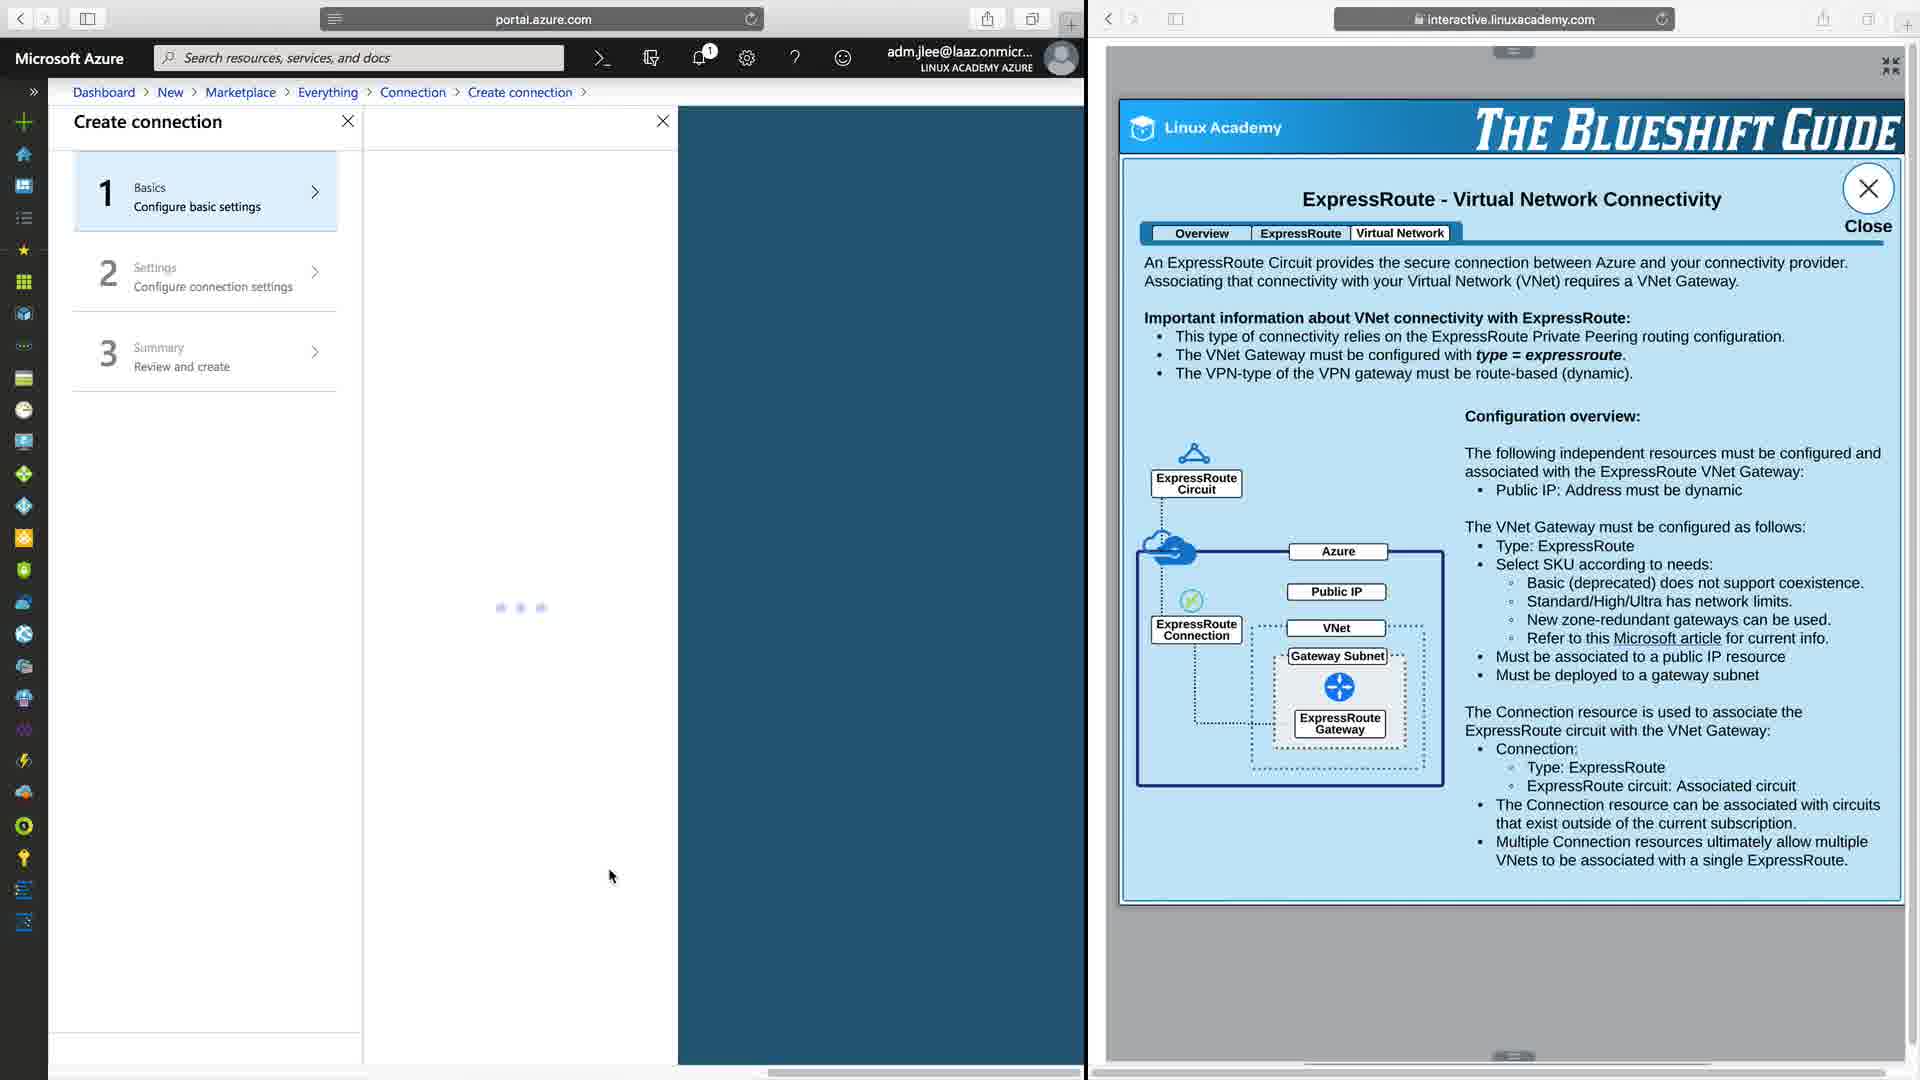 portal.azure.com
Microsoft Azure
Search resources, services, and docs
1
adm.jlee@laaz.onmicr...
LINUX ACADEMY AZURE
Dashboard > New > Marketplace > Everything > Connection > Create connection >
Create connection
1
Basics
Configure basic settings
2
Settings
Configure connection settings
3
Summary
Review and create
interactive.linuxacademy.com
Linux Academy
THE BLUESHIFT GUIDE
Close
ExpressRoute - Virtual Network Connectivity
Overview
ExpressRoute
Virtual Network
An ExpressRoute Circuit provides the secure connection between Azure and your connectivity provider.
Associating that connectivity with your Virtual Network (VNet) requires a VNet Gateway.
Important information about VNet connectivity with ExpressRoute:
• This type of connectivity relies on the ExpressRoute Private Peering routing configuration.
• The VNet Gateway must be configured with type = expressroute.
• The VPN-type of the VPN gateway must be route-based (dynamic).
ExpressRoute
Circuit
Azure
Public IP
ExpressRoute
Connection
VNet
Gateway Subnet
ExpressRoute
Gateway
Configuration overview:
The following independent resources must be configured and
associated with the ExpressRoute VNet Gateway:
• Public IP: Address must be dynamic
The VNet Gateway must be configured as follows:
• Type: ExpressRoute
• Select SKU according to needs:
◦ Basic (deprecated) does not support coexistence.
◦ Standard/High/Ultra has network limits.
◦ New zone-redundant gateways can be used.
◦ Refer to this Microsoft article for current info.
• Must be associated to a public IP resource
• Must be deployed to a gateway subnet
The Connection resource is used to associate the
ExpressRoute circuit with the VNet Gateway:
• Connection:
◦ Type: ExpressRoute
◦ ExpressRoute circuit: Associated circuit
• The Connection resource can be associated with circuits
that exist outside of the current subscription.
• Multiple Connection resources ultimately allow multiple
VNets to be associated with a single ExpressRoute.